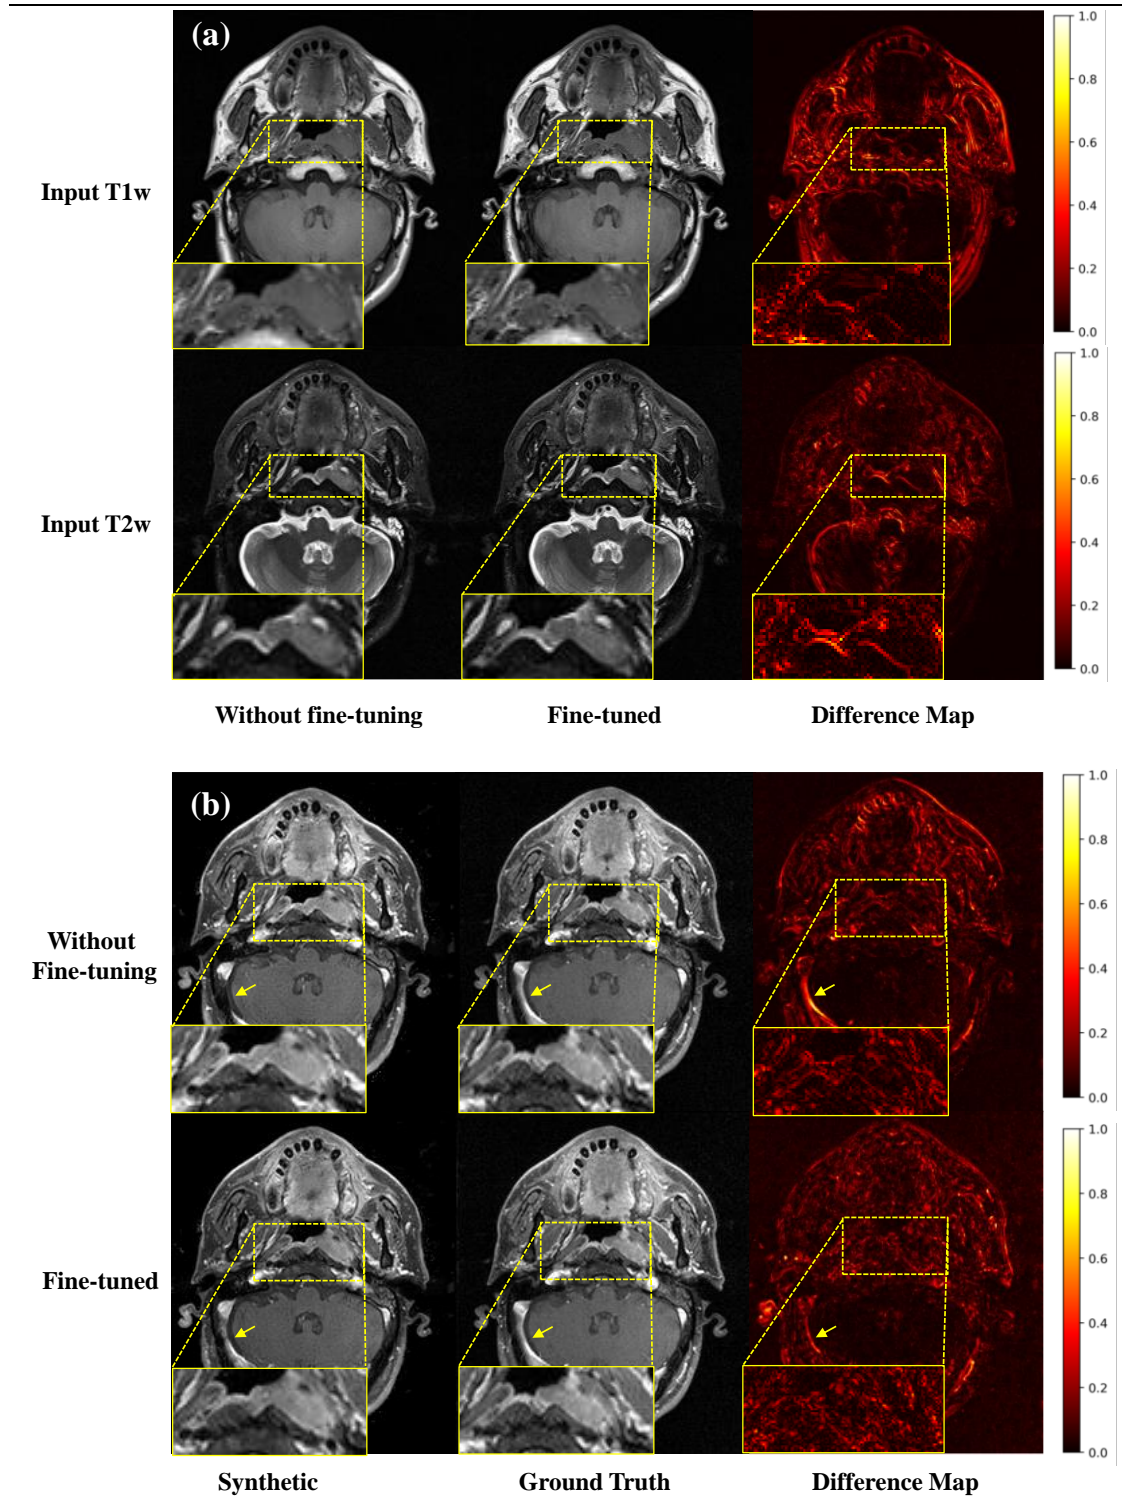 (a)
Input T1w
1.0
0.8
0.6
0.4
0.2
0.0
Input T2w
1.0
0.8
0.6
0.4
0.2
0.0
Without fine-tuning Fine-tuned Difference Map
(b)
Without
Fine-tuning
1.0
0.8
0.6
0.4
0.2
0.0
Fine-tuned
1.0
0.8
0.6
0.4
0.2
0.0
Synthetic Ground Truth Difference Map